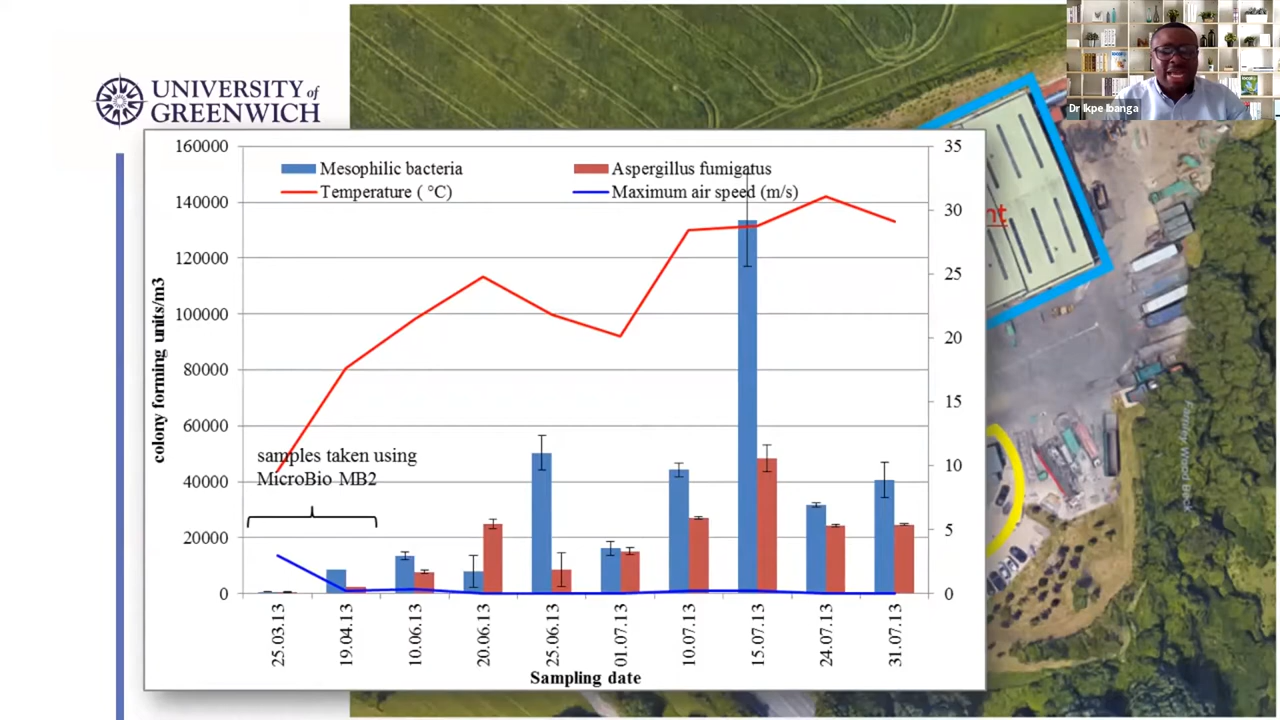 UNIVERSITY of
GREENWICH
Dr Ikpe Ibanga
nt
Mesophilic bacteria
Aspergillus fumigatus
Temperature ( °C)
Maximum air speed (m/s)
160000
140000
120000
100000
80000
60000
40000
20000
0
35
30
25
20
15
10
5
0
colony forming units/m3
samples taken using
MicroBio MB2
25.03.13
19.04.13
10.06.13
20.06.13
25.06.13
01.07.13
10.07.13
15.07.13
24.07.13
31.07.13
Sampling date